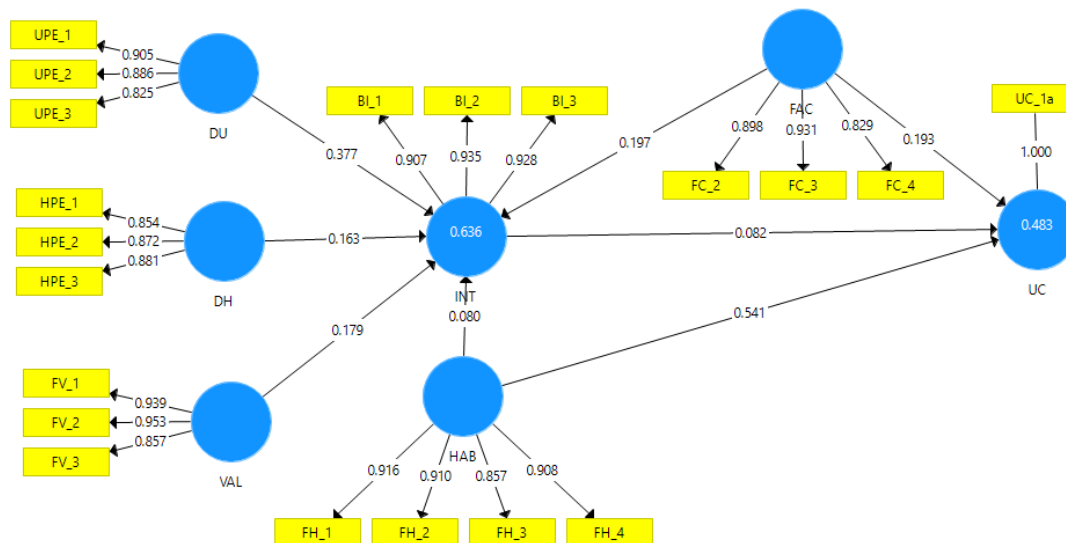 UPE_1
0.905
UPE_2
0.886
UPE_3
0.825
DU
0.377
BI_1
BI_2
BI_3
0.907
0.935
0.928
FAC
0.197
0.898
0.931
0.829
0.193
FC_2
FC_3
FC_4
UC_1a
1.000
HPE_1
0.854
HPE_2
0.872
HPE_3
0.881
DH
0.163
0.636
INT
0.082
0.483
UC
0.080
0.541
0.179
FV_1
0.939
FV_2
0.953
FV_3
0.857
VAL
HAB
0.916
0.910
0.857
0.908
FH_1
FH_2
FH_3
FH_4